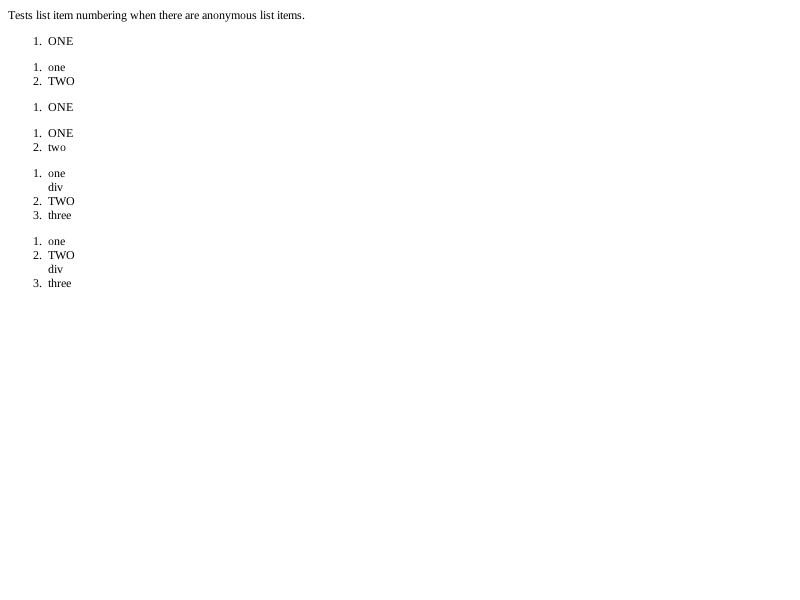 Tests list item numbering when there are anonymous list items.
1. ONE
1. one
2. TWO
1. ONE
1. ONE
2. two
1. one
div
2. TWO
3. three
1. one
2. TWO
div
3. three